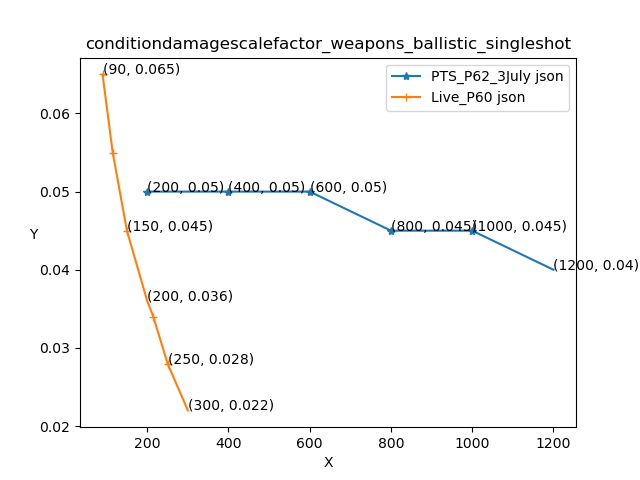 conditiondamagescalefactor_weapons_ballistic_singleshot
PTS_P62_3July json
Live_P60 json
(90, 0.065)
(200, 0.05)
(400, 0.05)
(600, 0.05)
(800, 0.045)
(1000, 0.045)
(1200, 0.04)
(150, 0.045)
(200, 0.036)
(250, 0.028)
(300, 0.022)
Y
0.06
0.05
0.04
0.03
0.02
200 400 600 800 1000 1200
X